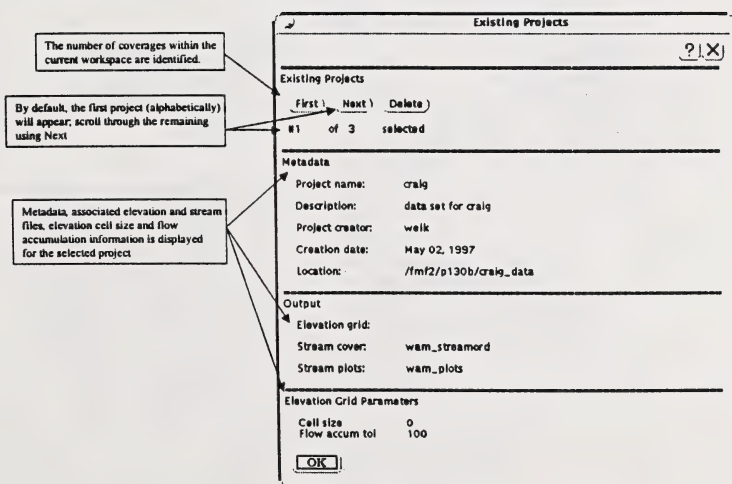 Existing Projects
? X
The number of coverages within the
current workspace are identified.
By default, the first project (alphabetically)
will appear; scroll through the remaining
using Next
Metadata, associated elevation and stream
files, elevation cell size and flow
accumulation information is displayed
for the selected project
Existing Projects
First Next Delete
#1 of 3 selected
Metadata
Project name: craig
Description: data set for craig
Project creator: welk
Creation date: May 02, 1997
Location: /fmf2/p130b/craig_data
Output
Elevation grid:
Stream cover: wam_streamord
Stream plots: wam_plots
Elevation Grid Parameters
Cell size 0
Flow accum tol 100
OK